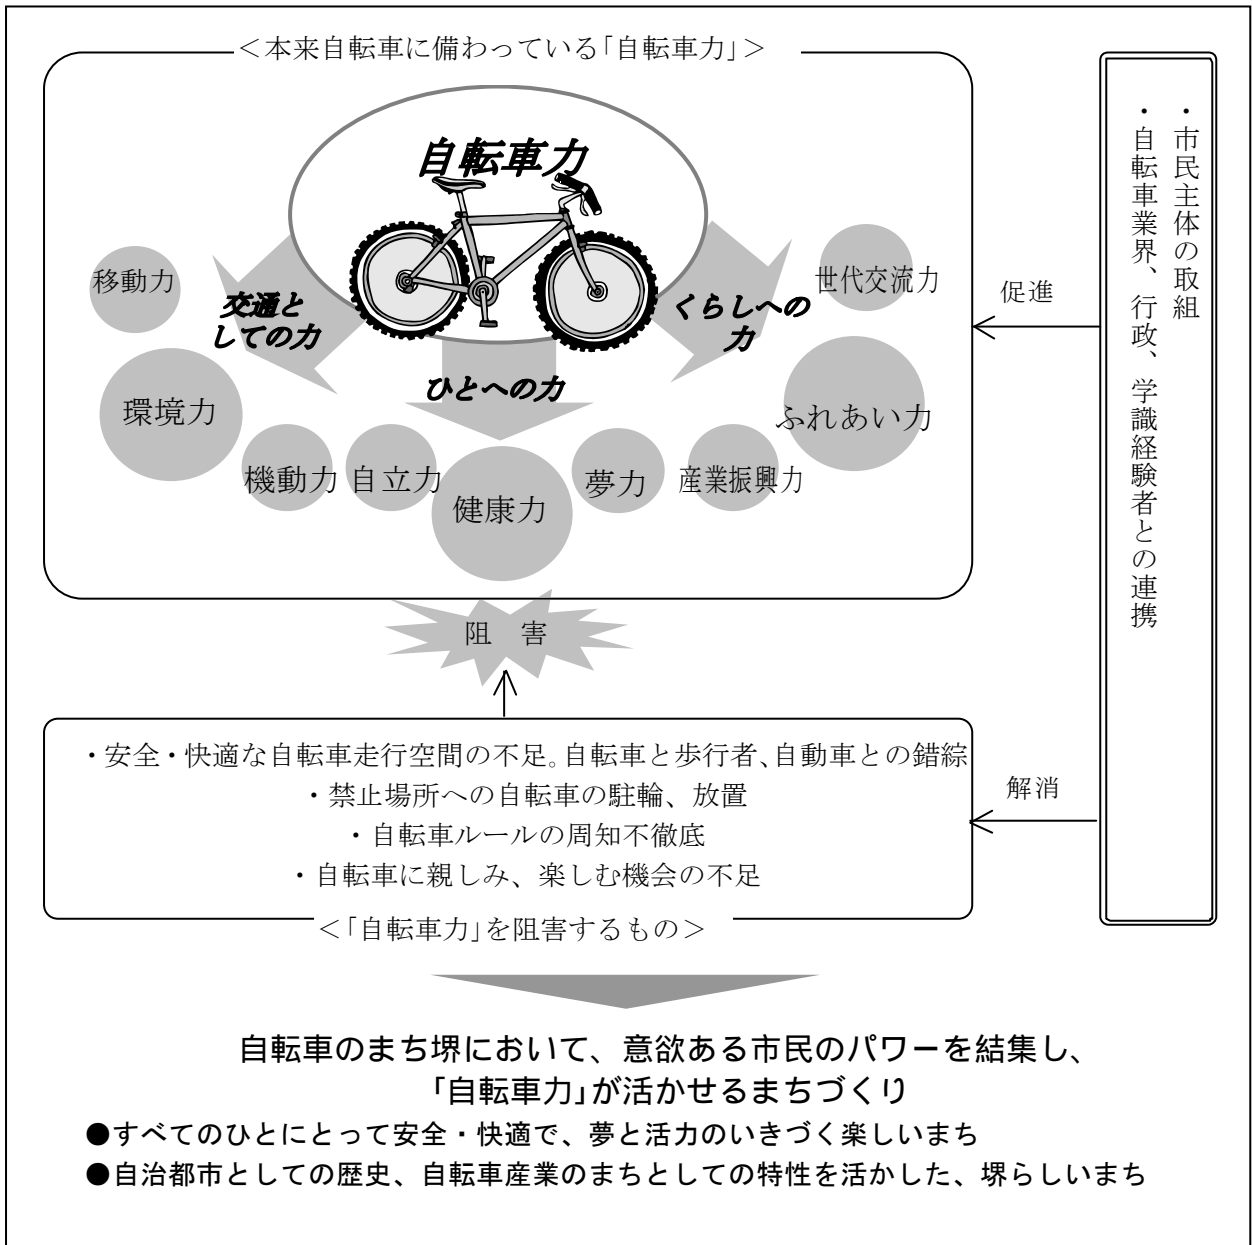 ＜本来自転車に備わっている「自転車力」＞
自転車力
移動力
交通と
しての力
くらしへの
力
世代交流力
ひとへの力
環境力
ふれあい力
機動力
自立力
健康力
夢力
産業振興力
促進
・市民主体の取組
・自転車業界、行政、学識経験者との連携
阻　害
・安全・快適な自転車走行空間の不足。自転車と歩行者、自動車との錯綜
・禁止場所への自転車の駐輪、放置
・自転車ルールの周知不徹底
・自転車に親しみ、楽しむ機会の不足
解消
＜「自転車力」を阻害するもの＞
自転車のまち堺において、意欲ある市民のパワーを結集し、
「自転車力」が活かせるまちづくり
●すべてのひとにとって安全・快適で、夢と活力のいきづく楽しいまち
●自治都市としての歴史、自転車産業のまちとしての特性を活かした、堺らしいまち